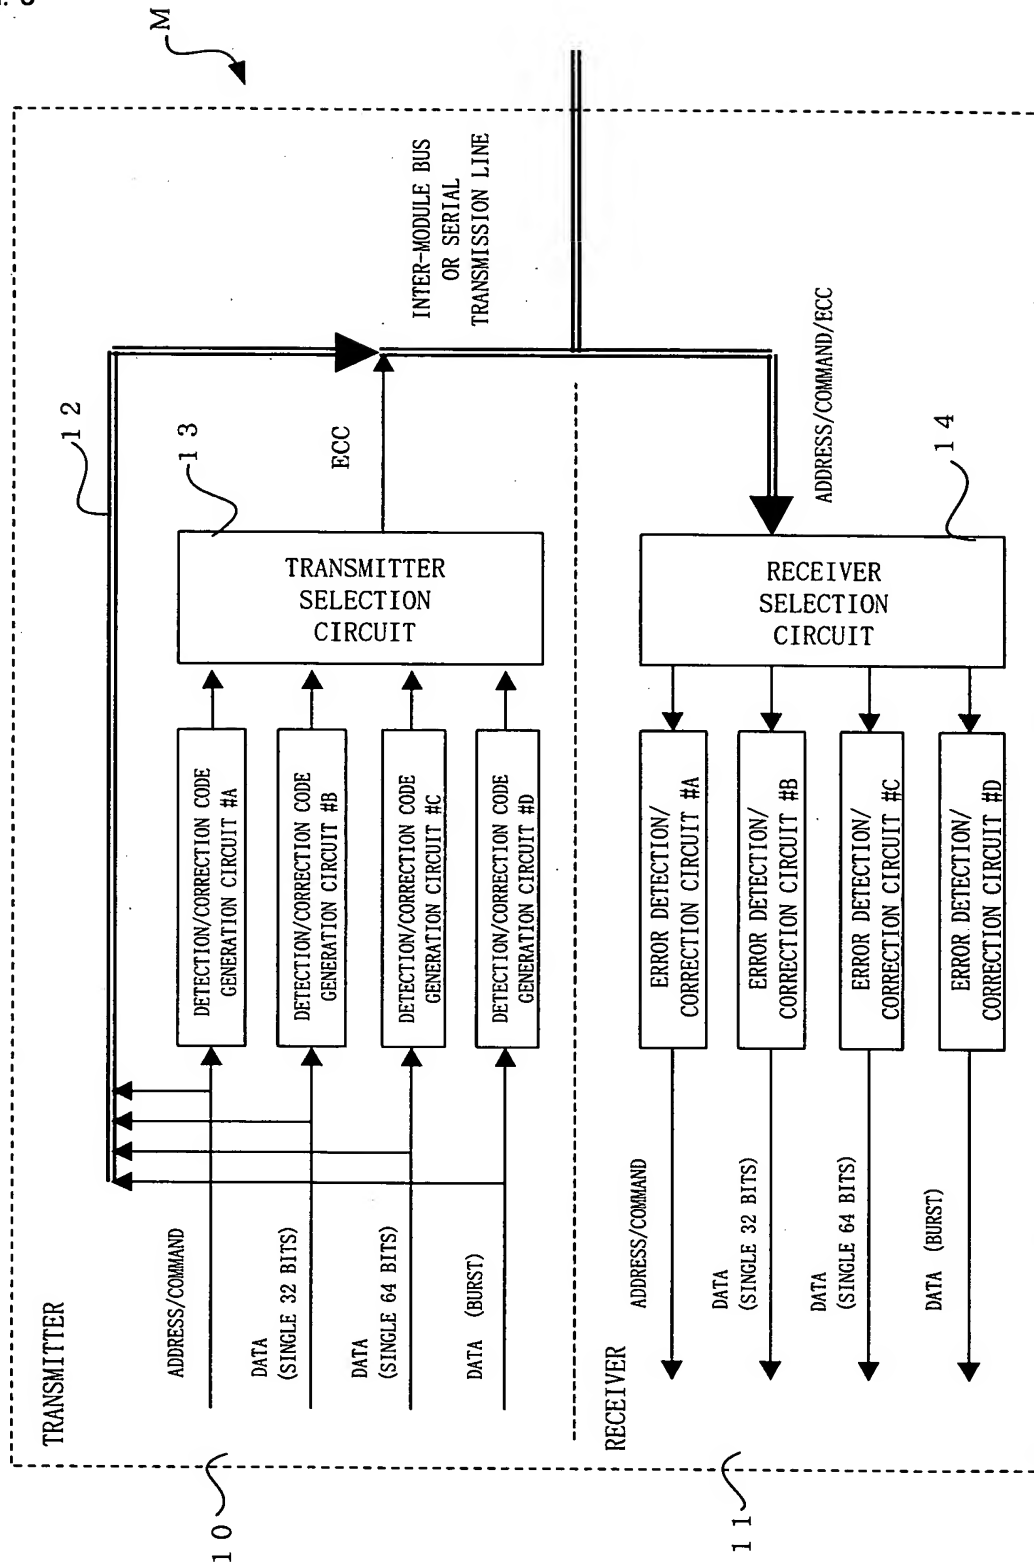 M
TRANSMITTER
10
12
ADDRESS/COMMAND
DATA
(SINGLE 32 BITS)
DATA
(SINGLE 64 BITS)
DATA (BURST)
DETECTION/CORRECTION CODE
GENERATION CIRCUIT #A
DETECTION/CORRECTION CODE
GENERATION CIRCUIT #B
DETECTION/CORRECTION CODE
GENERATION CIRCUIT #C
DETECTION/CORRECTION CODE
GENERATION CIRCUIT #D
13
TRANSMITTER
SELECTION
CIRCUIT
ECC
INTER-MODULE BUS
OR SERIAL
TRANSMISSION LINE
RECEIVER
11
ADDRESS/COMMAND
DATA
(SINGLE 32 BITS)
DATA
(SINGLE 64 BITS)
DATA (BURST)
ERROR DETECTION/
CORRECTION CIRCUIT #A
ERROR DETECTION/
CORRECTION CIRCUIT #B
ERROR DETECTION/
CORRECTION CIRCUIT #C
ERROR DETECTION/
CORRECTION CIRCUIT #D
RECEIVER
SELECTION
CIRCUIT
14
ADDRESS/COMMAND/ECC